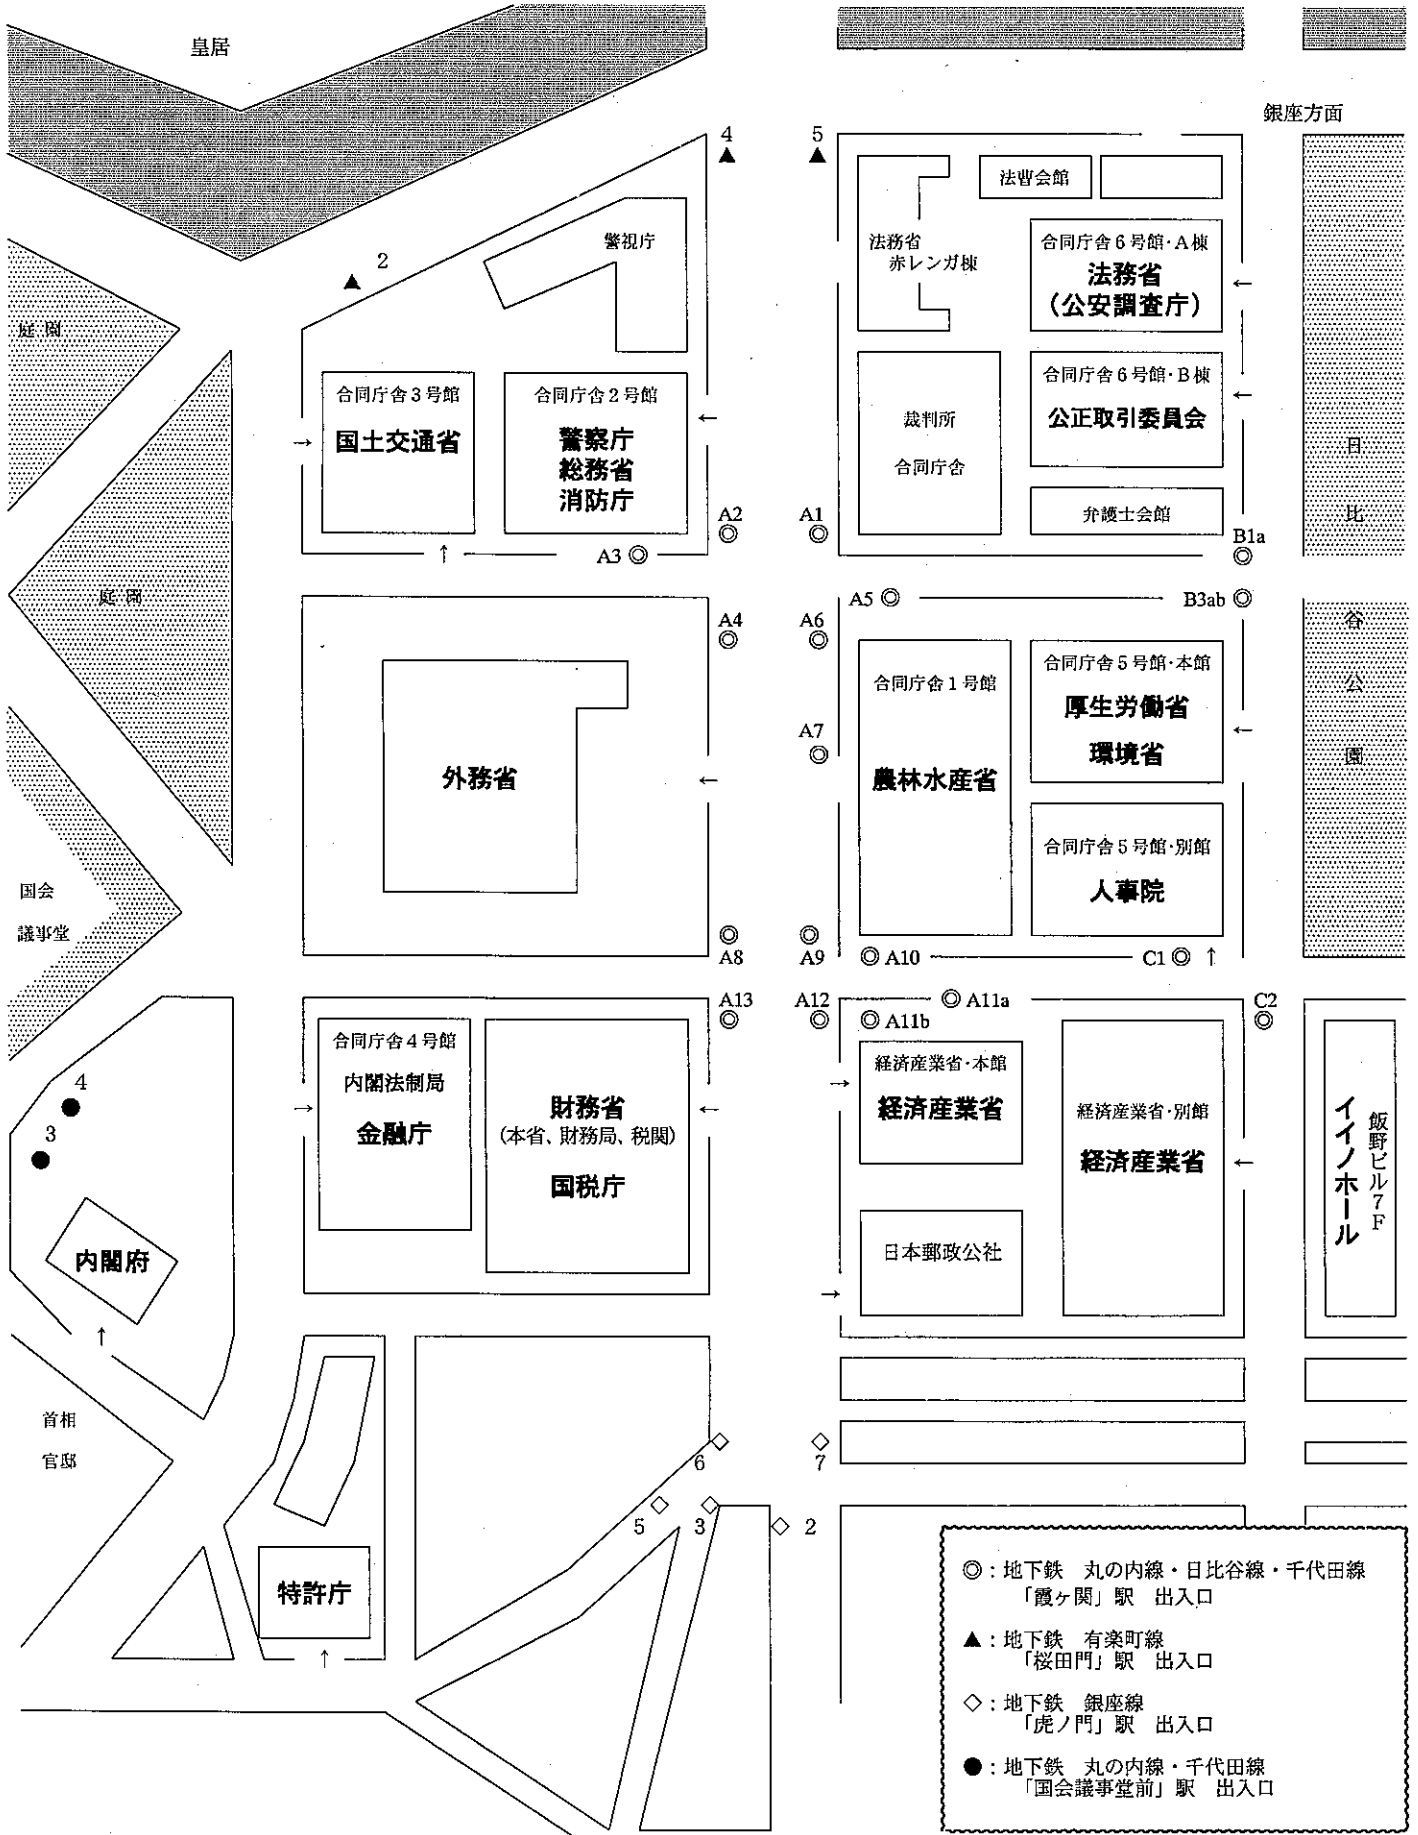 皇居
銀座方面
4
5
2
警視庁
法曹会館
法務省
赤レンガ棟
合同庁舎6号館・A棟
法務省
(公安調査庁)
←
庭園
合同庁舎3号館
国土交通省
→
↑
合同庁舎2号館
警察庁
総務省
消防庁
←
裁判所
合同庁舎
合同庁舎6号館・B棟
公正取引委員会
←
弁護士会館
日比谷公園
A2
A1
A3
B1a
庭園
A4
A5
A6
B3ab
外務省
←
A7
合同庁舎1号館
農林水産省
合同庁舎5号館・本館
厚生労働省
環境省
←
合同庁舎5号館・別館
人事院
国会
議事堂
A8
A9
A10
C1
↑
A13
A12
A11a
A11b
C2
4
3
合同庁舎4号館
内閣法制局
金融庁
→
財務省
(本省、財務局、税関)
国税庁
←
→
経済産業省・本館
経済産業省
経済産業省・別館
経済産業省
←
飯野ビル7F
イイノホール
内閣府
↑
日本郵政公社
→
首相
官邸
6
7
5
3
2
特許庁
↑
◎:地下鉄 丸の内線・日比谷線・千代田線
「霞ヶ関」駅 出入口
▲:地下鉄 有楽町線
「桜田門」駅 出入口
◇:地下鉄 銀座線
「虎ノ門」駅 出入口
●:地下鉄 丸の内線・千代田線
「国会議事堂前」駅 出入口